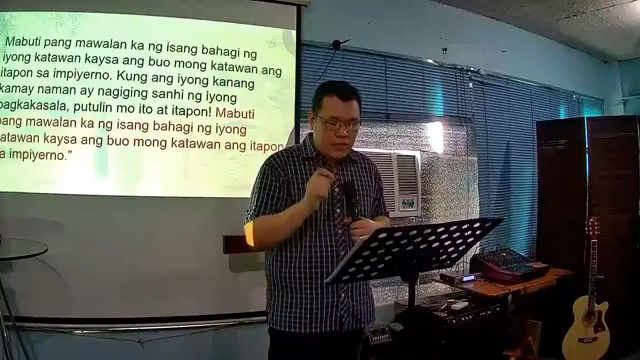 Mabuti pang mawalan ka ng isang bahagi ng
iyong katawan kaysa ang buo mong katawan ang
itapon sa impiyerno. Kung ang iyong kanang
kamay naman ay nagiging sanhi ng iyong
pagkakasala, putulin mo ito at itapon! Mabuti
pang mawalan ka ng isang bahagi ng iyong
katawan kaysa ang buo mong katawan ang itapon
sa impiyerno."